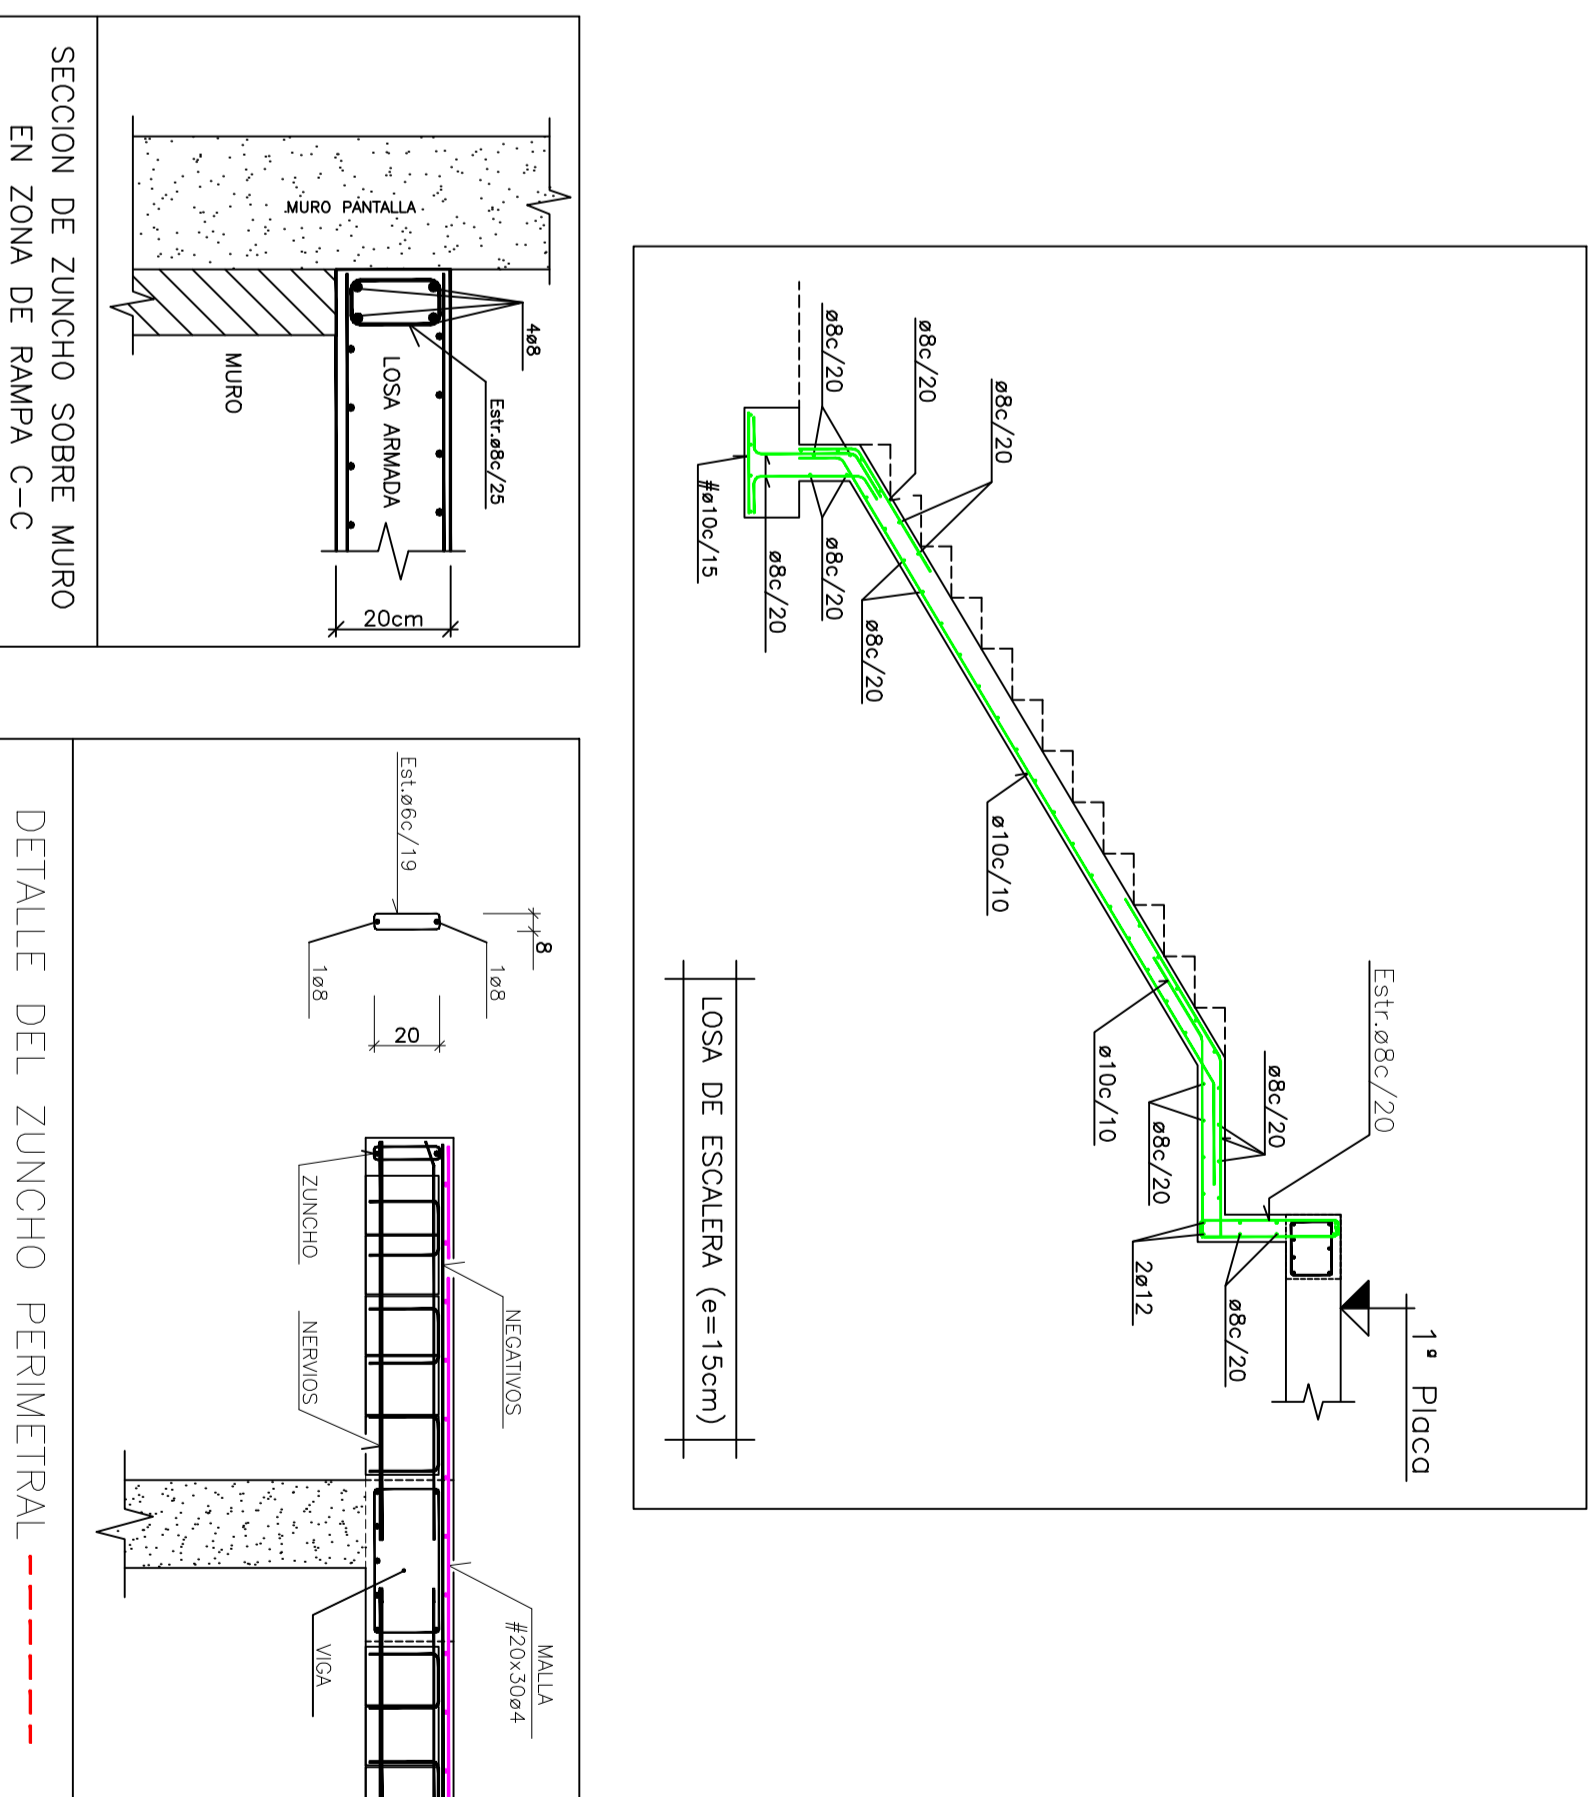 1ª Placa
Estr.ø8c/20
ø8c/20
ø8c/20
ø8c/20
ø8c/20
ø8c/20
ø8c/20
2ø12
ø8c/20
ø10c/10
ø10c/10
ø8c/20
ø8c/20
ø8c/20
#ø10c/15
LOSA DE ESCALERA (e=15cm)
4ø8
Estr.ø8c/25
MURO PANTALLA
LOSA ARMADA
MURO
20cm
SECCION DE ZUNCHO SOBRE MURO
EN ZONA DE RAMPA C-C
8
1ø8
Est.ø6c/19
1ø8
20
MALLA
#20x30ø4
NEGATIVOS
ZUNCHO
NERVIOS
VIGA
DETALLE DEL ZUNCHO PERIMETRAL